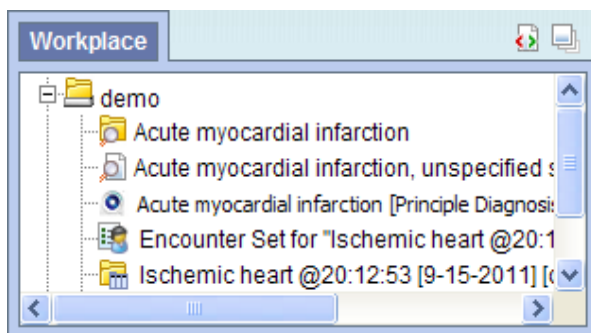 Workplace
demo
Acute myocardial infarction
Acute myocardial infarction, unspecified
Acute myocardial infarction [Principle Diagnosis
Encounter Set for "Ischemic heart @20:1
Ischemic heart @20:12:53 [9-15-2011] [